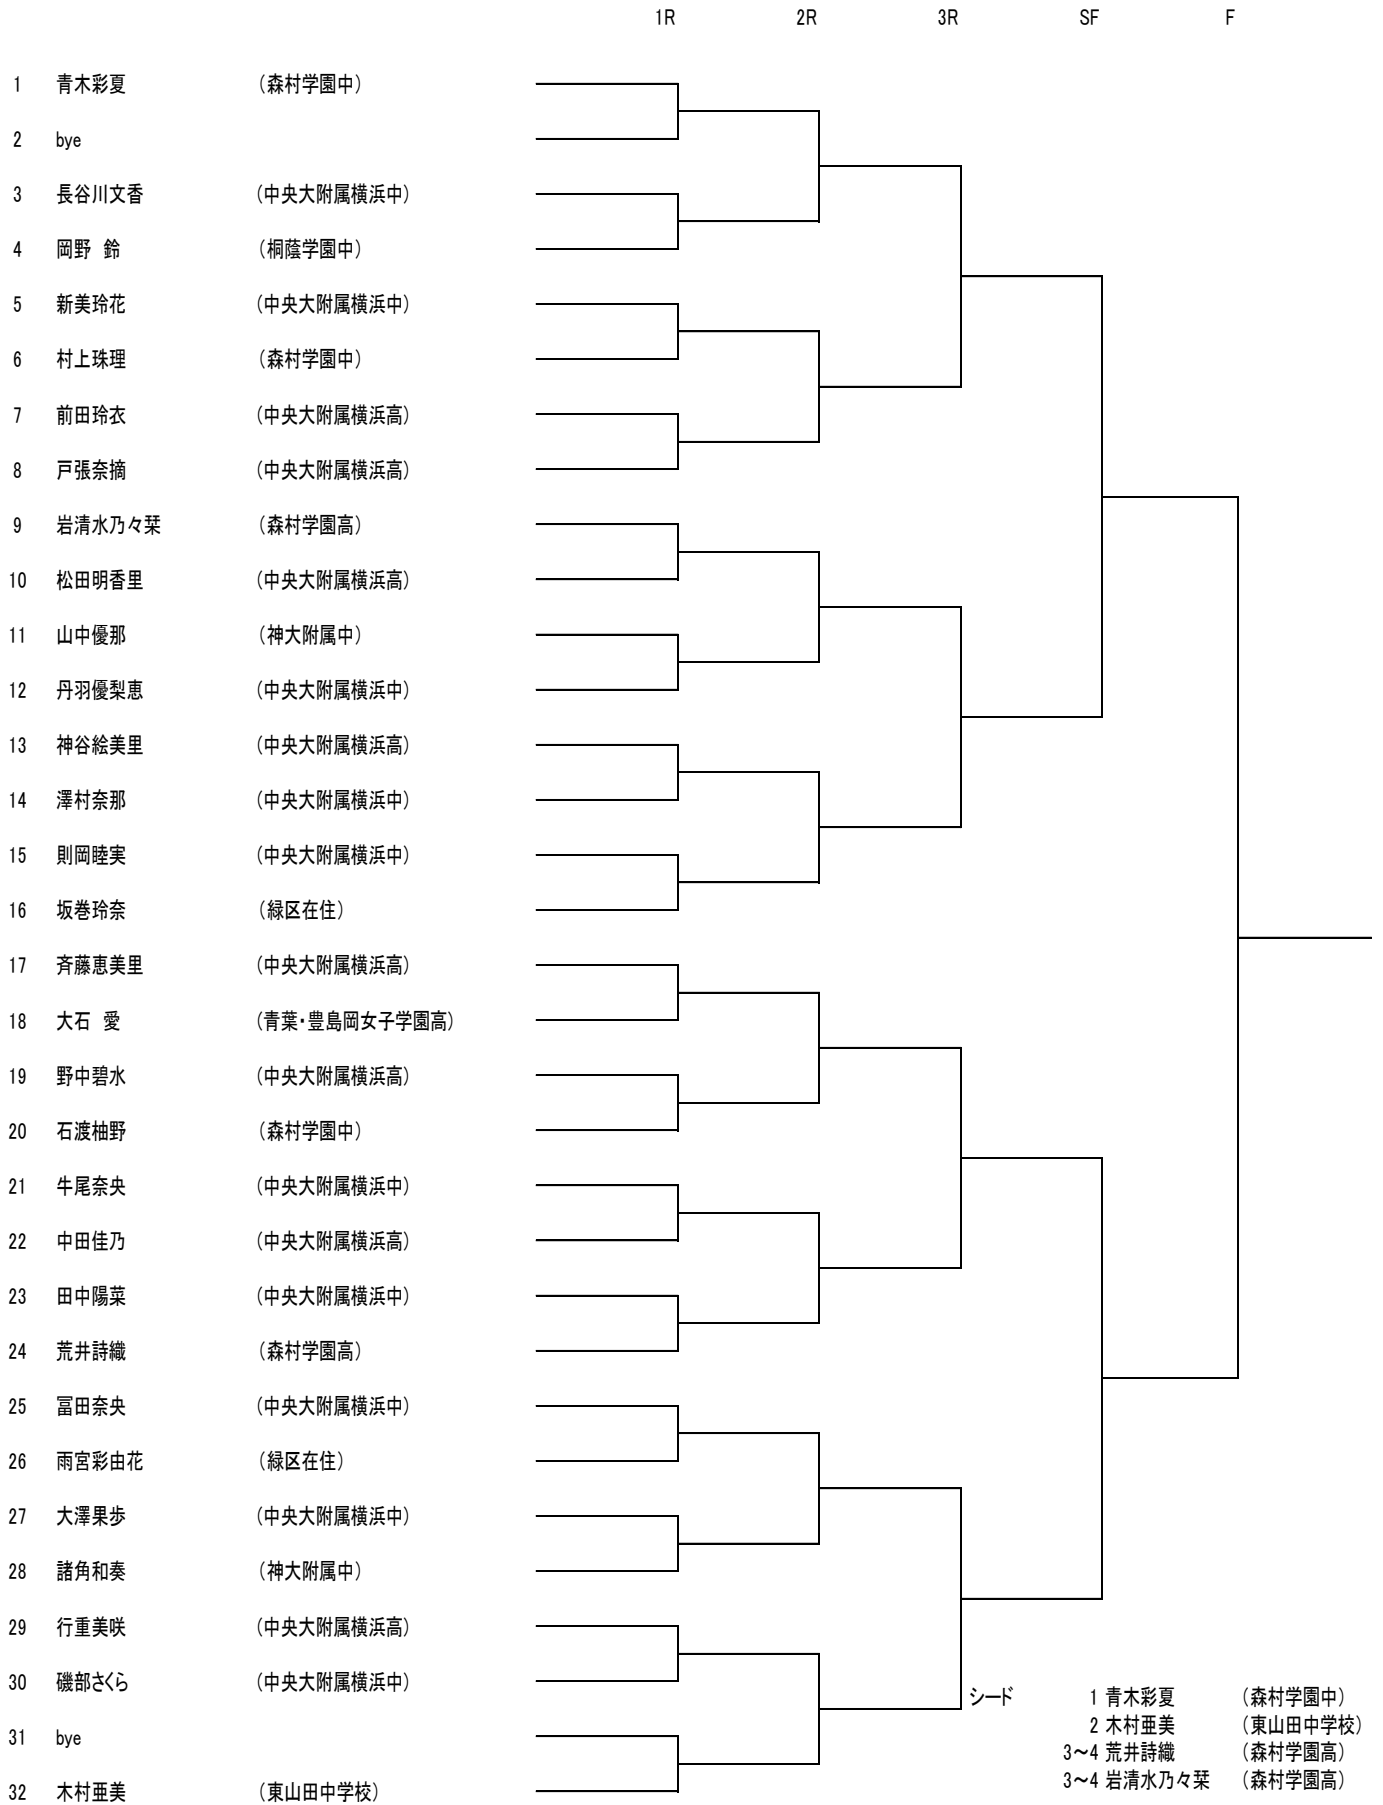 1R 2R 3R SF F
1 青木彩夏 （森村学園中）
2 bye
3 長谷川文香 （中央大附属横浜中）
4 岡野 鈴 （桐蔭学園中）
5 新美玲花 （中央大附属横浜中）
6 村上珠理 （森村学園中）
7 前田玲衣 （中央大附属横浜高）
8 戸張奈摘 （中央大附属横浜高）
9 岩清水乃々栞 （森村学園高）
10 松田明香里 （中央大附属横浜高）
11 山中優那 （神大附属中）
12 丹羽優梨恵 （中央大附属横浜中）
13 神谷絵美里 （中央大附属横浜高）
14 澤村奈那 （中央大附属横浜中）
15 則岡睦実 （中央大附属横浜中）
16 坂巻玲奈 （緑区在住）
17 斉藤恵美里 （中央大附属横浜高）
18 大石 愛 （青葉・豊島岡女子学園高）
19 野中碧水 （中央大附属横浜高）
20 石渡柚野 （森村学園中）
21 牛尾奈央 （中央大附属横浜中）
22 中田佳乃 （中央大附属横浜高）
23 田中陽菜 （中央大附属横浜中）
24 荒井詩織 （森村学園高）
25 冨田奈央 （中央大附属横浜中）
26 雨宮彩由花 （緑区在住）
27 大澤果歩 （中央大附属横浜中）
28 諸角和奏 （神大附属中）
29 行重美咲 （中央大附属横浜高）
30 磯部さくら （中央大附属横浜中）
31 bye
32 木村亜美 （東山田中学校）
シード 1 青木彩夏 （森村学園中）
2 木村亜美 （東山田中学校）
3～4 荒井詩織 （森村学園高）
3～4 岩清水乃々栞 （森村学園高）